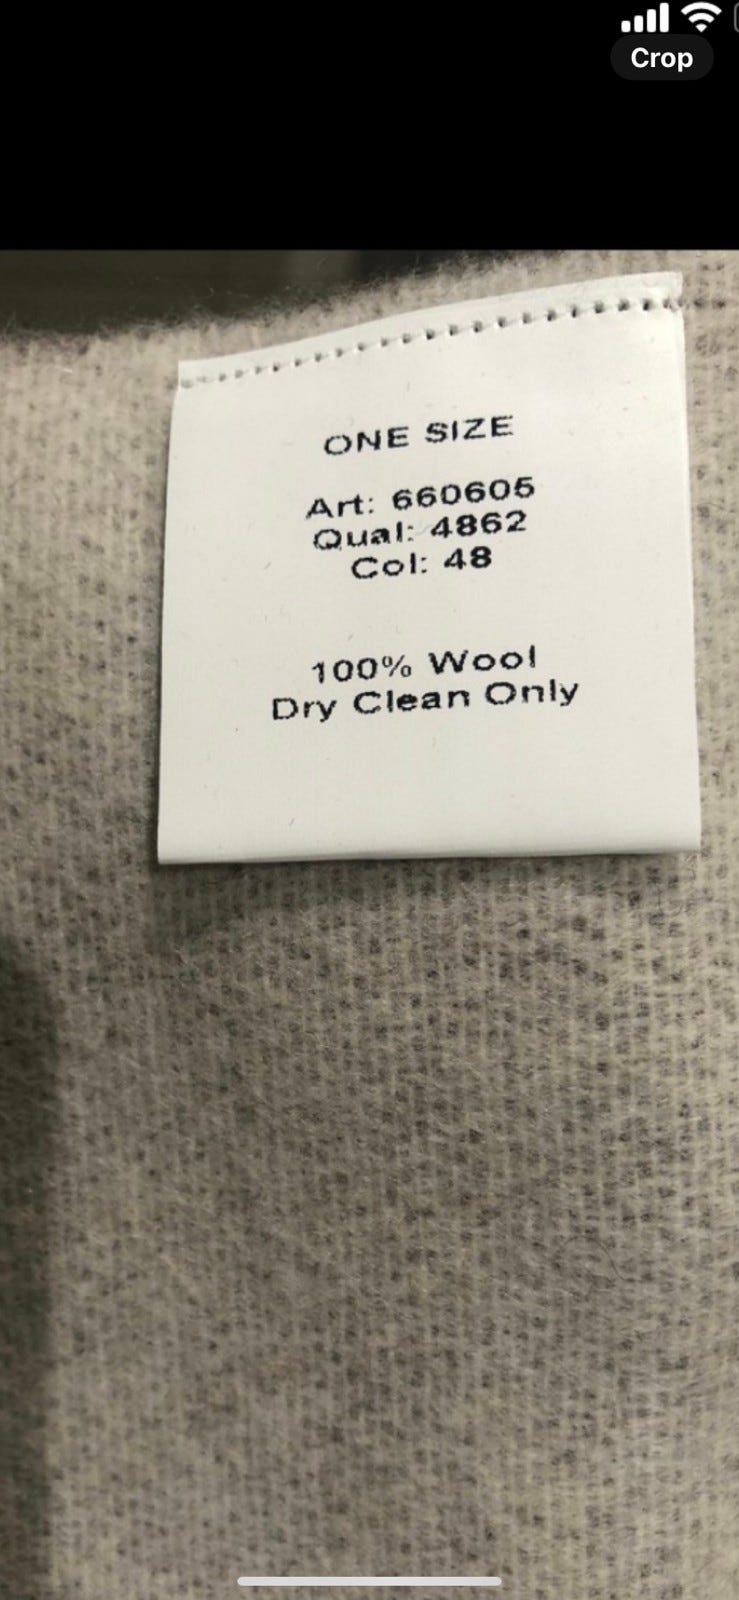 Crop
ONE SIZE
Art: 660605
Qual: 4862
Col: 48
100% Wool
Dry Clean Only